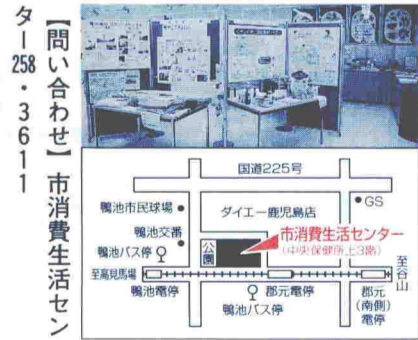 【問い合わせ】市消費生活セン
ター258・3611
国道225号
鴨池市民球場
ダイエー鹿児島店
GS
鴨池交番
公園
市消費生活センター
(中央保健所上3階)
鴨池バス停
至高見馬場
至谷山
鴨池電停
郡元電停
郡元
(南側)
電停
鴨池バス停